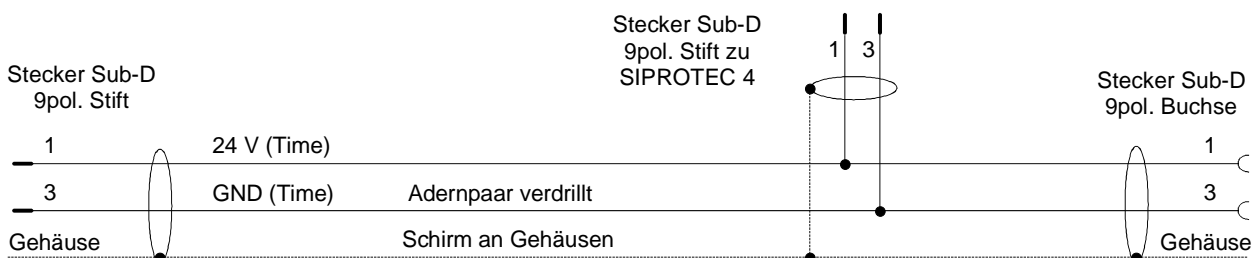 Stecker Sub-D
9pol. Stift zu
SIPROTEC 4
1 3
Stecker Sub-D
9pol. Stift
Stecker Sub-D
9pol. Buchse
1 24 V (Time) 1
3 GND (Time) Adernpaar verdrillt 3
Gehäuse Schirm an Gehäusen Gehäuse